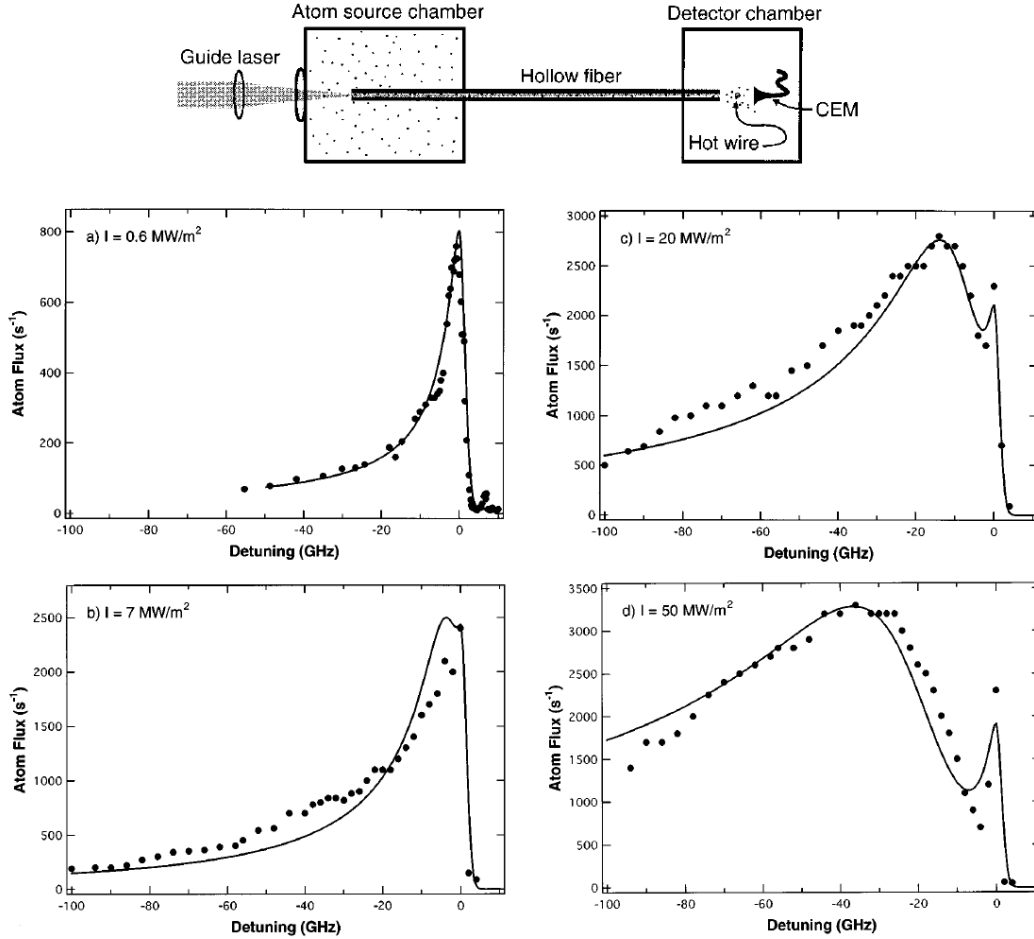 Atom source chamber
Detector chamber
Guide laser
Hollow fiber
CEM
Hot wire
a) I = 0.6 MW/m²
Atom Flux (s⁻¹)
800
600
400
200
0
-100
-80
-60
-40
-20
0
Detuning (GHz)
c) I = 20 MW/m²
Atom Flux (s⁻¹)
3000
2500
2000
1500
1000
500
0
-100
-80
-60
-40
-20
0
Detuning (GHz)
b) I = 7 MW/m²
Atom Flux (s⁻¹)
2500
2000
1500
1000
500
0
-100
-80
-60
-40
-20
0
Detuning (GHz)
d) I = 50 MW/m²
Atom Flux (s⁻¹)
3500
3000
2500
2000
1500
1000
500
0
-100
-80
-60
-40
-20
0
Detuning (GHz)